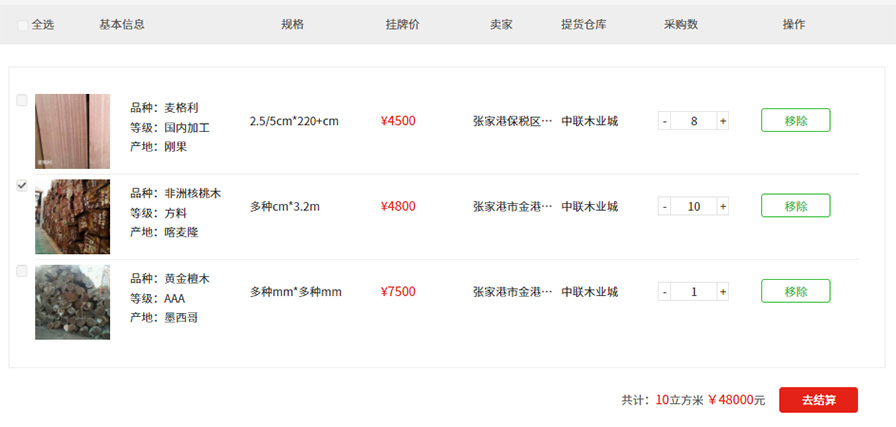 全选 基本信息 规格 挂牌价 卖家 提货仓库 采购数 操作
品种：麦格利
等级：国内加工
产地：刚果
2.5/5cm*220+cm ¥4500 张家港保税区… 中联木业城 - 8 + 移除
品种：非洲核桃木
等级：方料
产地：喀麦隆
多种cm*3.2m ¥4800 张家港市金港… 中联木业城 - 10 + 移除
品种：黄金檀木
等级：AAA
产地：墨西哥
多种mm*多种mm ¥7500 张家港市金港… 中联木业城 - 1 + 移除
共计：10立方米 ￥48000元 去结算